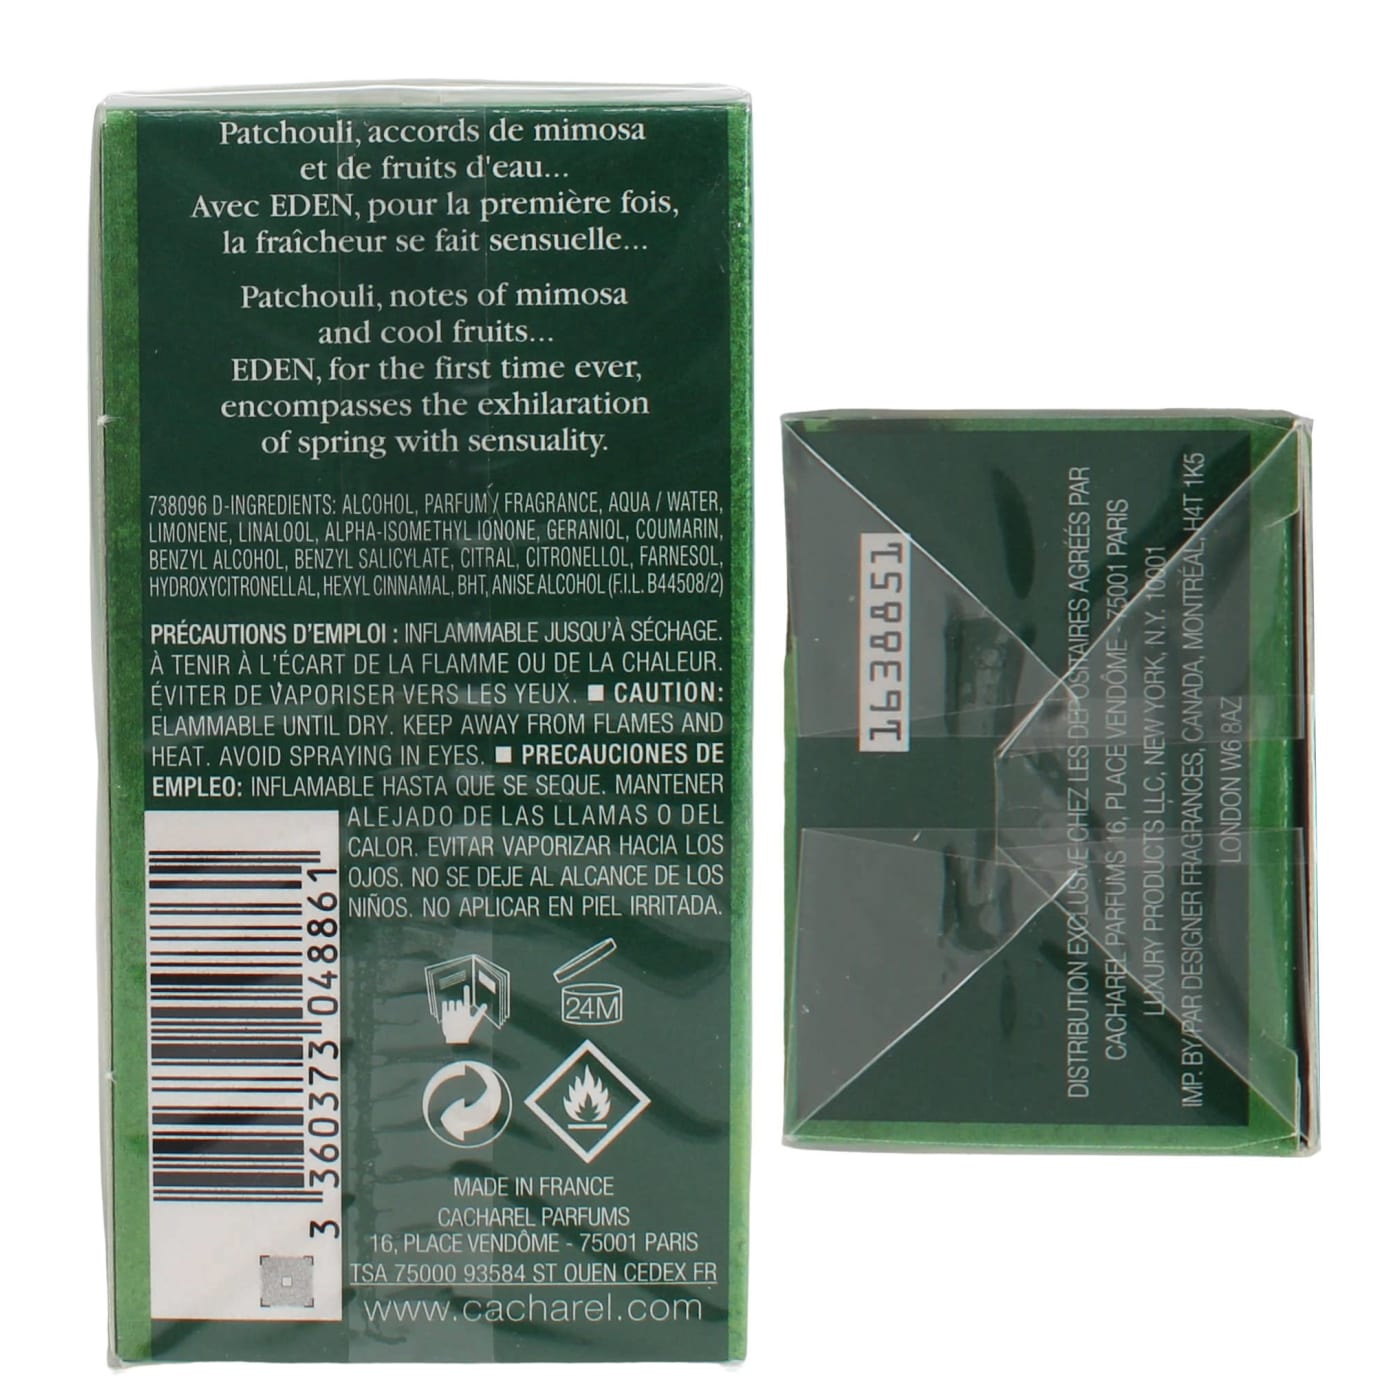 Patchouli, accords de mimosa
et de fruits d'eau...
Avec EDEN, pour la première fois,
la fraîcheur se fait sensuelle...
Patchouli, notes of mimosa
and cool fruits...
EDEN, for the first time ever,
encompasses the exhilaration
of spring with sensuality.
738096 D-INGREDIENTS: ALCOHOL, PARFUM / FRAGRANCE, AQUA / WATER,
LIMONENE, LINALOOL, ALPHA-ISOMETHYL IONONE, GERANIOL, COUMARIN,
BENZYL ALCOHOL, BENZYL SALICYLATE, CITRAL, CITRONELLOL, FARNESOL,
HYDROXYCITRONELLAL, HEXYL CINNAMAL, BHT, ANISE ALCOHOL (F.I.L. B44508/2)
PRÉCAUTIONS D'EMPLOI : INFLAMMABLE JUSQU'À SÉCHAGE.
À TENIR À L'ÉCART DE LA FLAMME OU DE LA CHALEUR.
ÉVITER DE VAPORISER VERS LES YEUX. ■ CAUTION:
FLAMMABLE UNTIL DRY. KEEP AWAY FROM FLAMES AND
HEAT. AVOID SPRAYING IN EYES. ■ PRECAUCIONES DE
EMPLEO: INFLAMABLE HASTA QUE SE SEQUE. MANTENER
ALEJADO DE LAS LLAMAS O DEL
CALOR. EVITAR VAPORIZAR HACIA LOS
OJOS. NO SE DEJE AL ALCANCE DE LOS
NIÑOS. NO APLICAR EN PIEL IRRITADA.
3 360373 048861
24M
MADE IN FRANCE
CACHAREL PARFUMS
16, PLACE VENDÔME - 75001 PARIS
TSA 75000 93584 ST OUEN CEDEX FR
www.cacharel.com
1638851
DISTRIBUTION EXCLUSIVE CHEZ LES DÉPOSITAIRES AGRÉÉS PAR
CACHAREL PARFUMS 16, PLACE VENDÔME - 75001 PARIS
LUXURY PRODUCTS LLC, NEW YORK, N.Y. 10001
IMP. BY/PAR DESIGNER FRAGRANCES, CANADA, MONTRÉAL, H4T 1K5
LONDON W6 8AZ